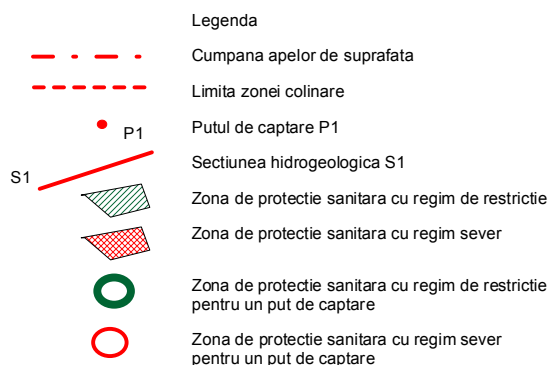 Legenda
Cumpana apelor de suprafata
Limita zonei colinare
P1
Putul de captare P1
S1
Sectiunea hidrogeologica S1
Zona de protectie sanitara cu regim de restrictie
Zona de protectie sanitara cu regim sever
Zona de protectie sanitara cu regim de restrictie
pentru un put de captare
Zona de protectie sanitara cu regim sever
pentru un put de captare